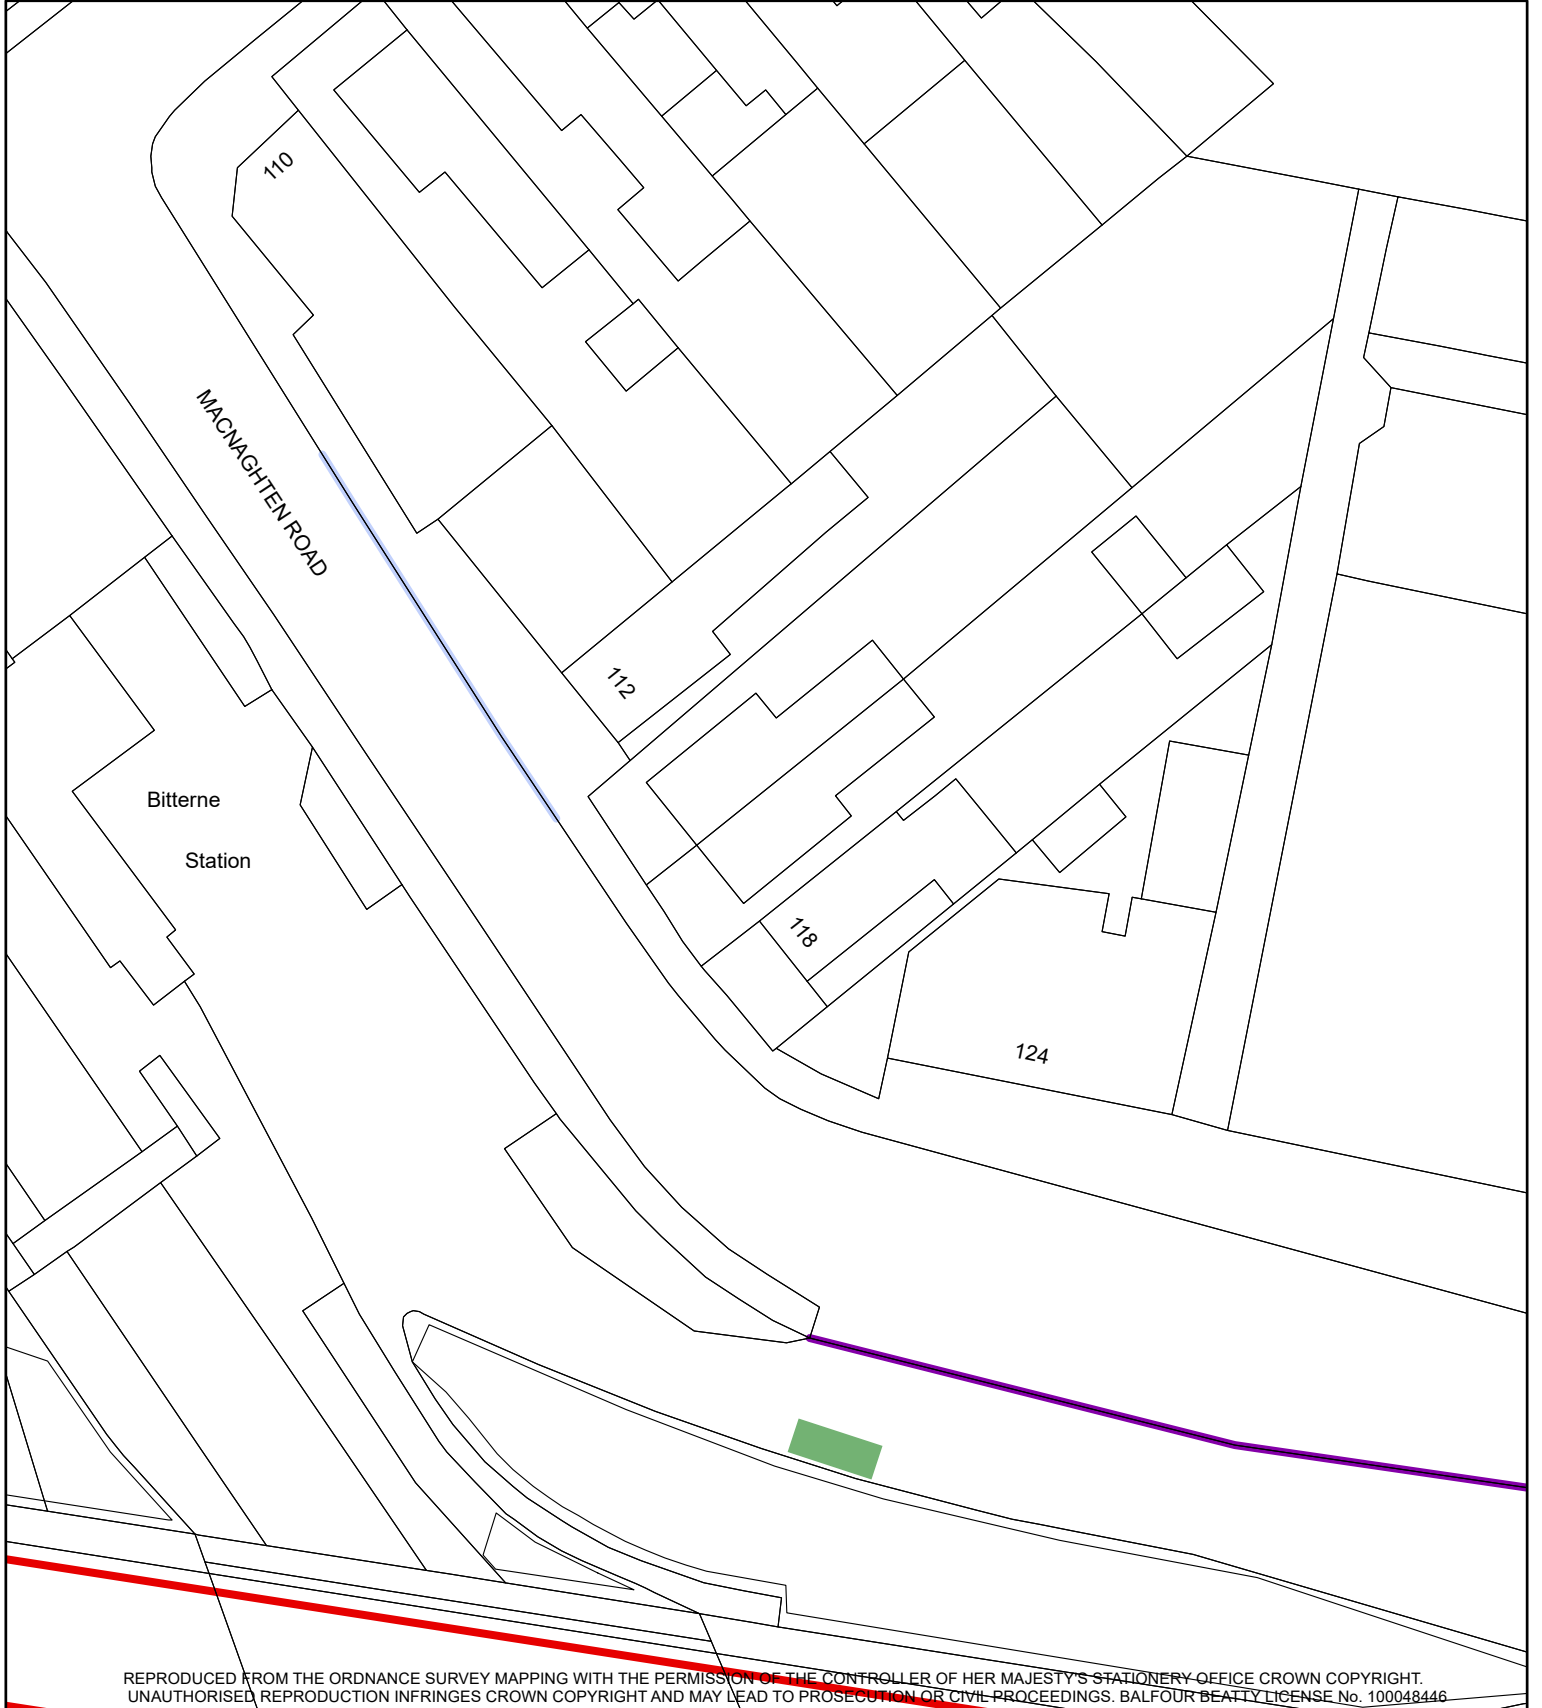 110
MACNAGHTEN ROAD
112
Bitterne
Station
118
124
REPRODUCED FROM THE ORDNANCE SURVEY MAPPING WITH THE PERMISSION OF THE CONTROLLER OF HER MAJESTY'S STATIONERY OFFICE CROWN COPYRIGHT.
UNAUTHORISED REPRODUCTION INFRINGES CROWN COPYRIGHT AND MAY LEAD TO PROSECUTION OR CIVIL PROCEEDINGS. BALFOUR BEATTY LICENSE No. 100048446